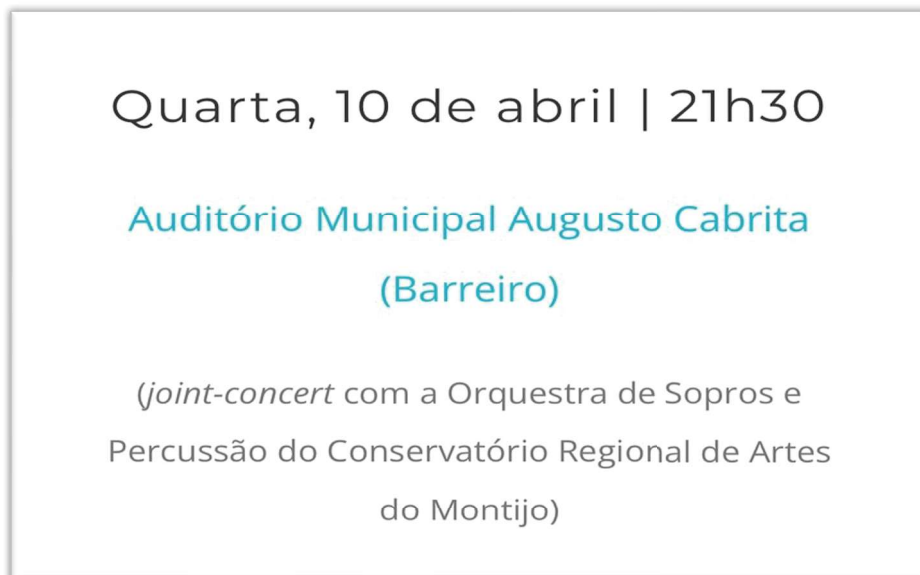 Quarta, 10 de abril | 21h30
Auditório Municipal Augusto Cabrita
(Barreiro)
(joint-concert com a Orquestra de Sopros e
Percussão do Conservatório Regional de Artes
do Montijo)